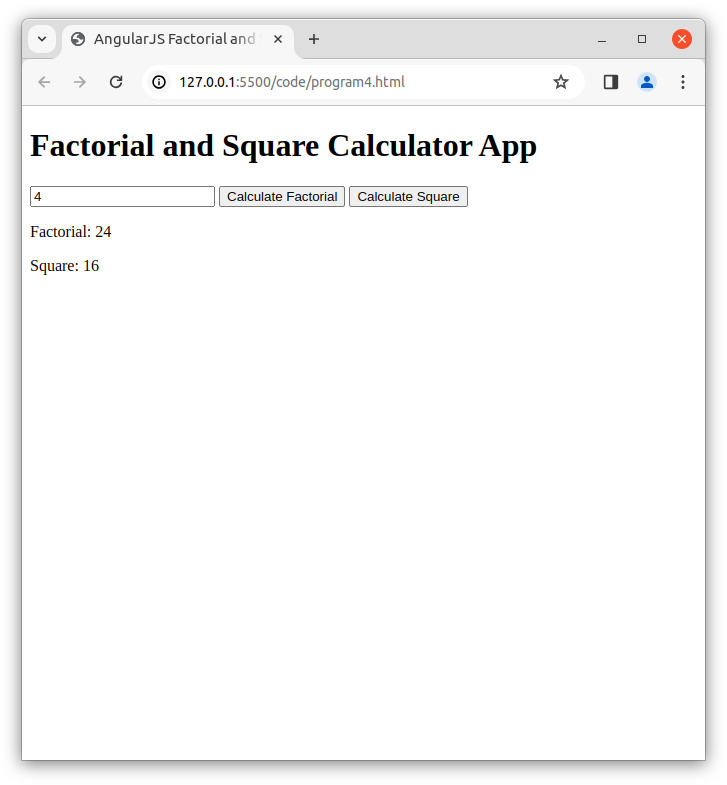 AngularJS Factorial and
127.0.0.1:5500/code/program4.html
Factorial and Square Calculator App
4 Calculate Factorial Calculate Square
Factorial: 24
Square: 16